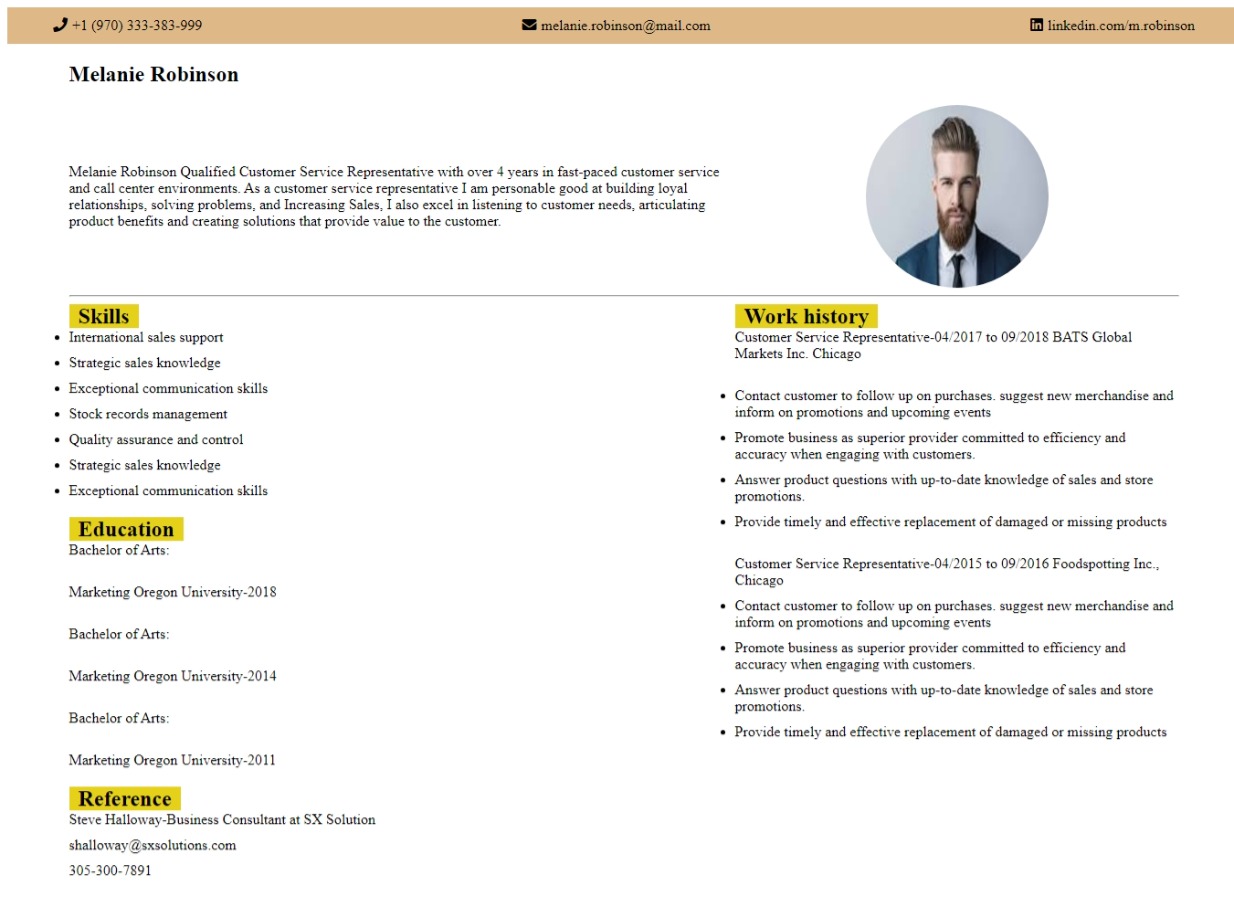 +1 (970) 333-383-999
melanie.robinson@mail.com
linkedin.com/m.robinson
Melanie Robinson
Melanie Robinson Qualified Customer Service Representative with over 4 years in fast-paced customer service
and call center environments. As a customer service representative I am personable good at building loyal
relationships, solving problems, and Increasing Sales, I also excel in listening to customer needs, articulating
product benefits and creating solutions that provide value to the customer.
Skills
International sales support
Strategic sales knowledge
Exceptional communication skills
Stock records management
Quality assurance and control
Strategic sales knowledge
Exceptional communication skills
Education
Bachelor of Arts:
Marketing Oregon University-2018
Bachelor of Arts:
Marketing Oregon University-2014
Bachelor of Arts:
Marketing Oregon University-2011
Reference
Steve Halloway-Business Consultant at SX Solution
shalloway@sxsolutions.com
305-300-7891
Work history
Customer Service Representative-04/2017 to 09/2018 BATS Global
Markets Inc. Chicago
Contact customer to follow up on purchases. suggest new merchandise and
inform on promotions and upcoming events
Promote business as superior provider committed to efficiency and
accuracy when engaging with customers.
Answer product questions with up-to-date knowledge of sales and store
promotions.
Provide timely and effective replacement of damaged or missing products
Customer Service Representative-04/2015 to 09/2016 Foodspotting Inc.,
Chicago
Contact customer to follow up on purchases. suggest new merchandise and
inform on promotions and upcoming events
Promote business as superior provider committed to efficiency and
accuracy when engaging with customers.
Answer product questions with up-to-date knowledge of sales and store
promotions.
Provide timely and effective replacement of damaged or missing products